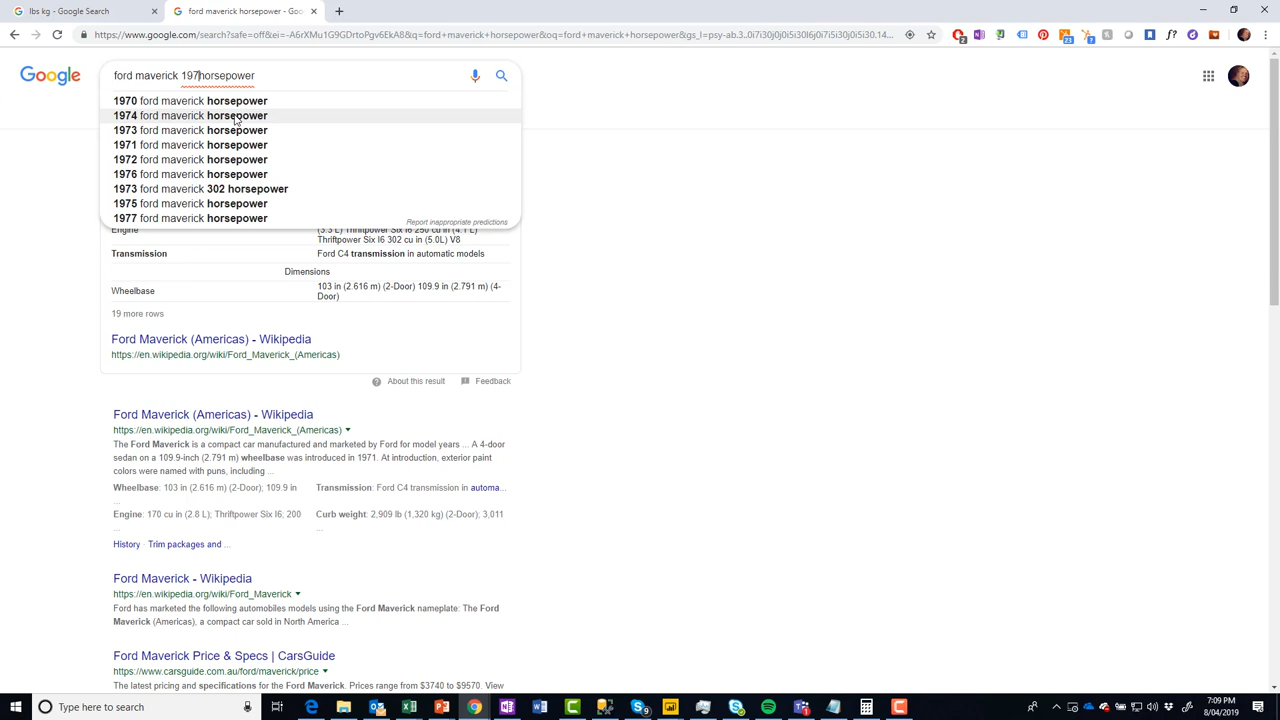 lbs kg - Google Search
ford maverick horsepower - Goo
https://www.google.com/search?safe=off&ei=-A6rXMu1G9GDrtoPgv6EkA8&q=ford+maverick+horsepower&oq=ford+maverick+horsepower&gs_l=psy-ab.3..0i7i30j0j0i5i30l6j0i7i5i30j0i5i30.14...
Google
ford maverick 197horsepower
1970 ford maverick horsepower
1974 ford maverick horsepower
1973 ford maverick horsepower
1971 ford maverick horsepower
1972 ford maverick horsepower
1976 ford maverick horsepower
1973 ford maverick 302 horsepower
1975 ford maverick horsepower
1977 ford maverick horsepower
Report inappropriate predictions
Engine
(3.3 L) Thriftpower Six I6 250 cu in (4.1 L)
Thriftpower Six I6 302 cu in (5.0L) V8
Transmission
Ford C4 transmission in automatic models
Dimensions
Wheelbase
103 in (2.616 m) (2-Door) 109.9 in (2.791 m) (4-
Door)
19 more rows
Ford Maverick (Americas) - Wikipedia
https://en.wikipedia.org/wiki/Ford_Maverick_(Americas)
About this result
Feedback
Ford Maverick (Americas) - Wikipedia
https://en.wikipedia.org/wiki/Ford_Maverick_(Americas)
The Ford Maverick is a compact car manufactured and marketed by Ford for model years ... A 4-door
sedan on a 109.9-inch (2.791 m) wheelbase was introduced in 1971. At introduction, exterior paint
colors were named with puns, including ...
Wheelbase: 103 in (2.616 m) (2-Door); 109.9 in
...
Transmission: Ford C4 transmission in automa...
Engine: 170 cu in (2.8 L); Thriftpower Six I6; 200
...
Curb weight: 2,909 lb (1,320 kg) (2-Door); 3,011
...
History · Trim packages and ...
Ford Maverick - Wikipedia
https://en.wikipedia.org/wiki/Ford_Maverick
Ford has marketed the following automobiles models using the Ford Maverick nameplate: The Ford
Maverick (Americas), a compact car sold in North America ...
Ford Maverick Price & Specs | CarsGuide
https://www.carsguide.com.au/ford/maverick/price
The latest pricing and specifications for the Ford Maverick. Prices range from $3740 to $9570. View
Type here to search
7:09 PM
8/04/2019